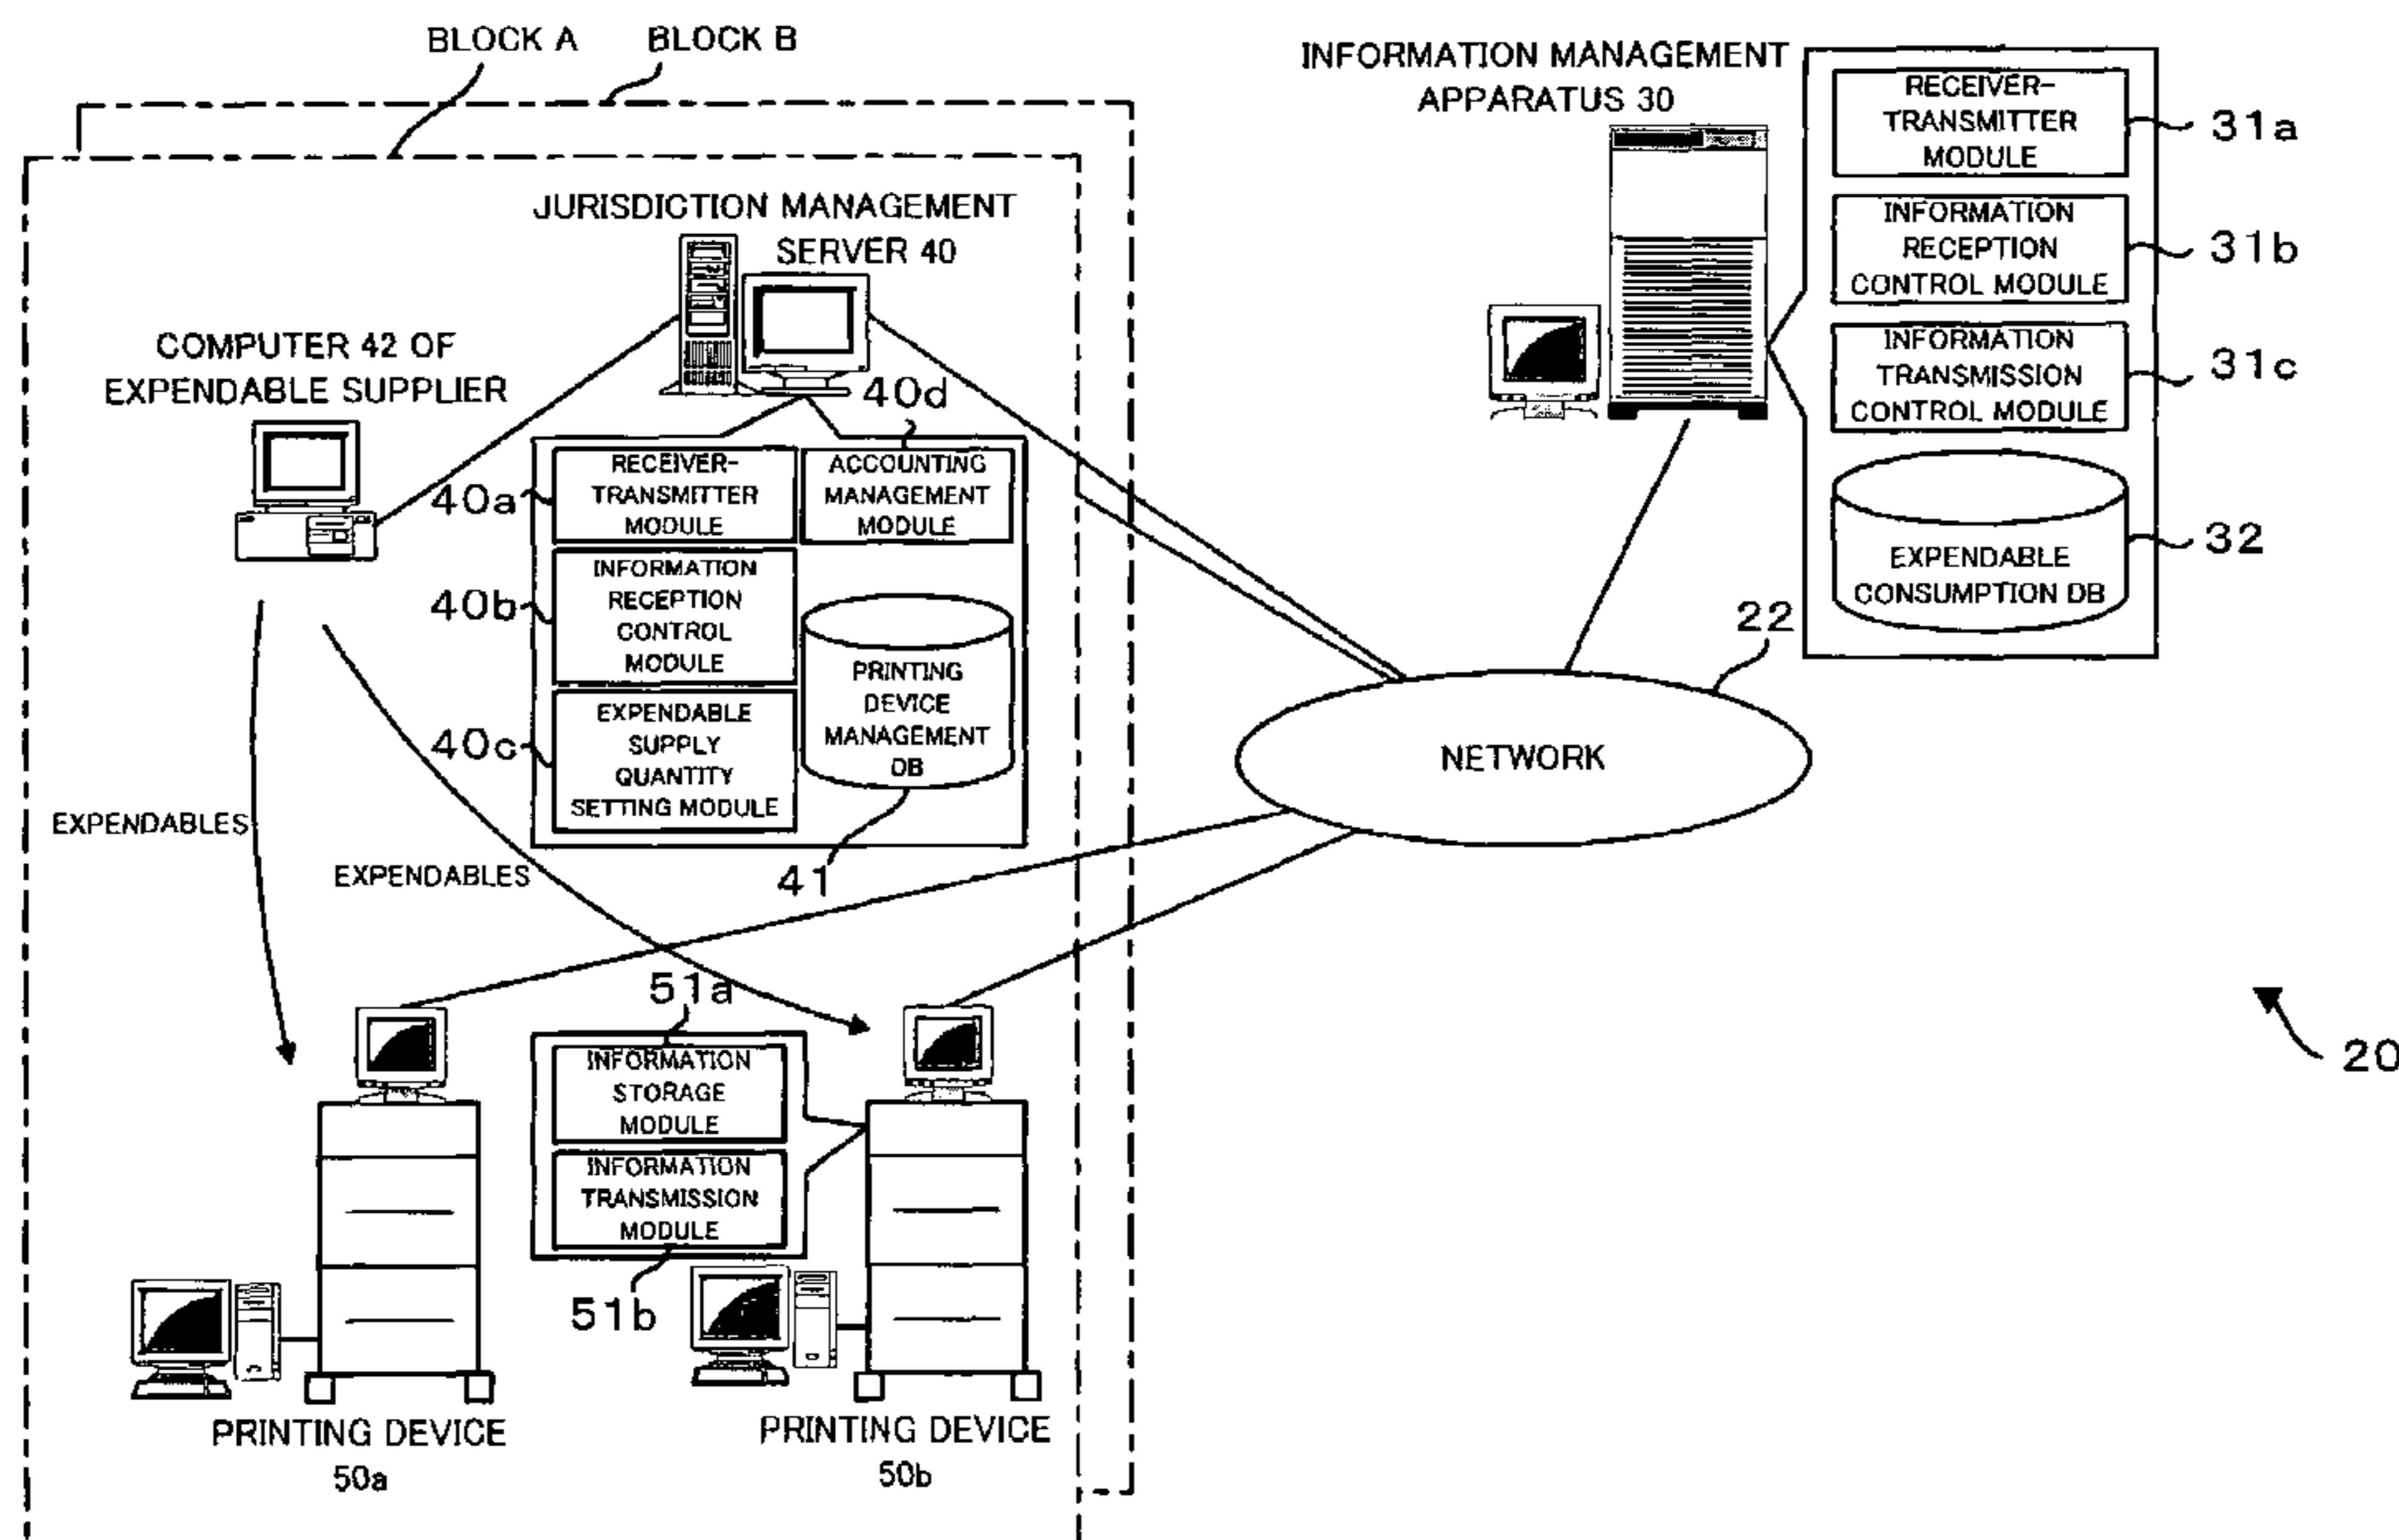 BLOCK A
BLOCK B
INFORMATION MANAGEMENT
APPARATUS 30
RECEIVER-
TRANSMITTER
MODULE
31a
INFORMATION
RECEPTION
CONTROL MODULE
31b
INFORMATION
TRANSMISSION
CONTROL MODULE
31c
EXPENDABLE
CONSUMPTION DB
32
JURISDICTION MANAGEMENT
SERVER 40
COMPUTER 42 OF
EXPENDABLE SUPPLIER
40d
RECEIVER-
TRANSMITTER
MODULE
40a
ACCOUNTING
MANAGEMENT
MODULE
INFORMATION
RECEPTION
CONTROL
MODULE
40b
EXPENDABLE
SUPPLY
QUANTITY
SETTING MODULE
40c
PRINTING
DEVICE
MANAGEMENT
DB
41
22
NETWORK
EXPENDABLES
EXPENDABLES
51a
INFORMATION
STORAGE
MODULE
INFORMATION
TRANSMISSION
MODULE
51b
20
PRINTING DEVICE
50a
PRINTING DEVICE
50b